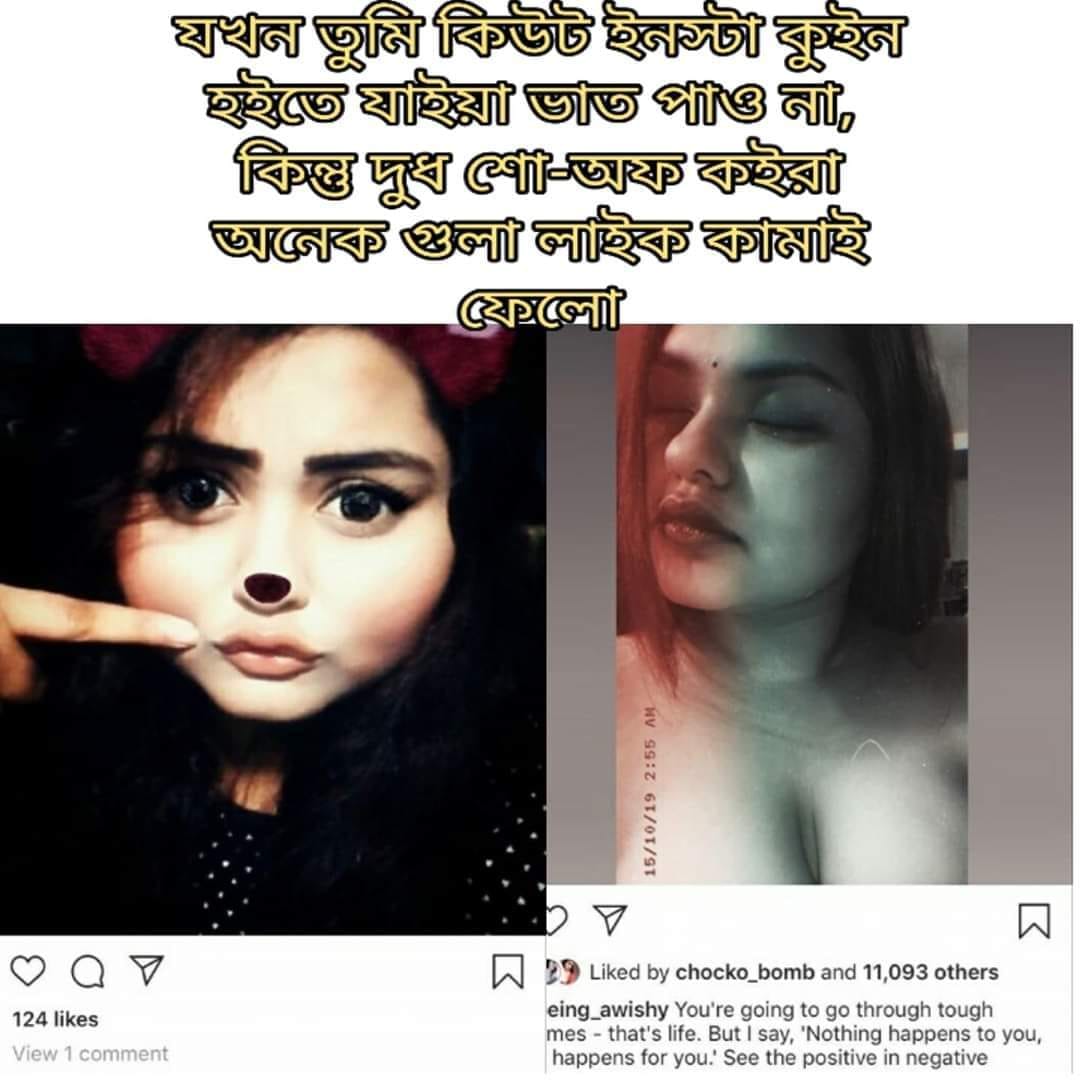 যখন তুমি কিউট ইনস্টা কুইন
হইতে যাইয়া ভাত পাও না,
কিন্তু দুধ শো-অফ কইরা
অনেক গুলা লাইক কামাই
ফেলো
15/10/19 2:55 AM
124 likes
View 1 comment
Liked by chocko_bomb and 11,093 others
eing_awishy You're going to go through tough
mes - that's life. But I say, 'Nothing happens to you,
happens for you.' See the positive in negative